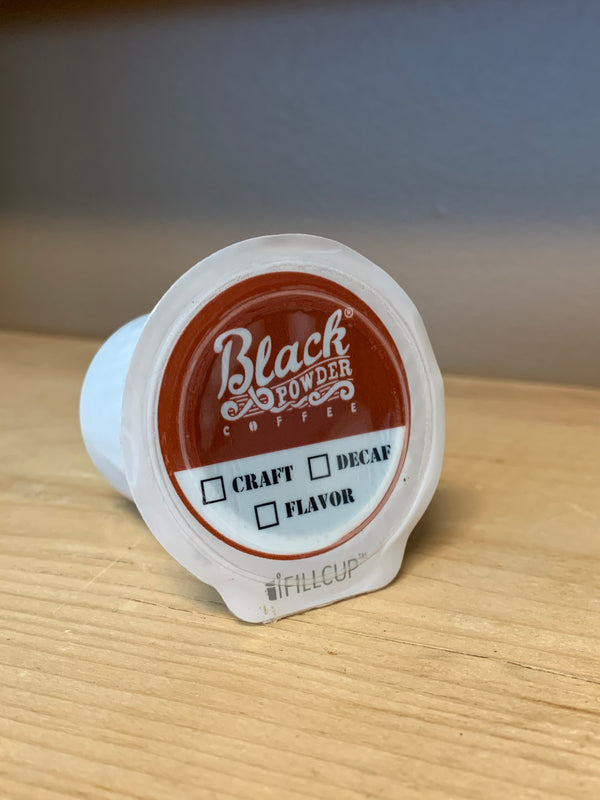 Black®
POWDER
COFFEE
CRAFT DECAF
FLAVOR
iFILLCUP™